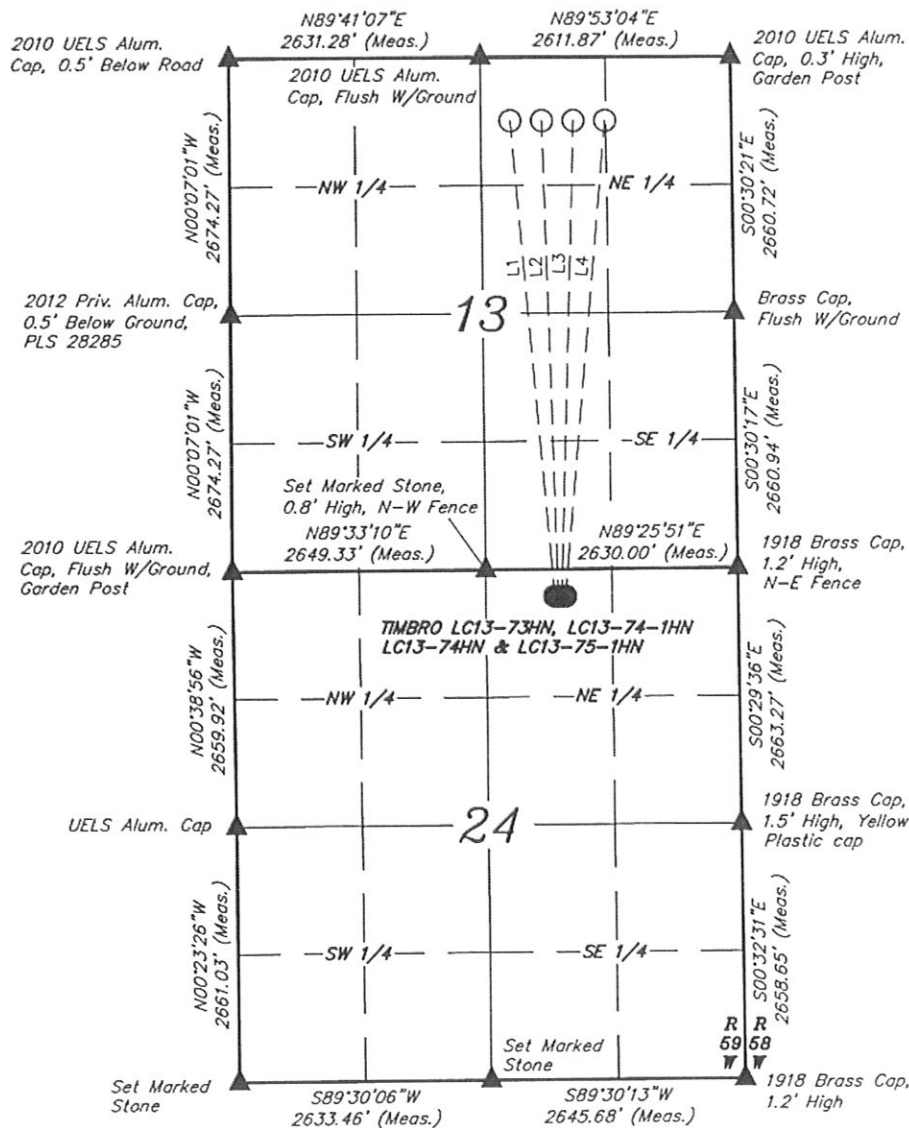 N89°41'07"E
2631.28' (Meas.)
N89°53'04"E
2611.87' (Meas.)
2010 UELS Alum.
Cap, 0.5' Below Road
2010 UELS Alum.
Cap, Flush W/Ground
2010 UELS Alum.
Cap, 0.3' High,
Garden Post
N00°07'01"W
2674.27' (Meas.)
NW 1/4
NE 1/4
S00°30'21"E
2660.72' (Meas.)
L1
L2
L3
L4
2012 Priv. Alum. Cap,
0.5' Below Ground,
PLS 28285
13
Brass Cap,
Flush W/Ground
N00°07'01"W
2674.27' (Meas.)
SW 1/4
SE 1/4
S00°30'17"E
2660.94' (Meas.)
Set Marked Stone,
0.8' High, N-W Fence
N89°33'10"E
2649.33' (Meas.)
N89°25'51"E
2630.00' (Meas.)
2010 UELS Alum.
Cap, Flush W/Ground,
Garden Post
1918 Brass Cap,
1.2' High,
N-E Fence
TIMBRO LC13-73HN, LC13-74-1HN
LC13-74HN & LC13-75-1HN
N00°38'56"W
2659.92' (Meas.)
NW 1/4
NE 1/4
S00°29'36"E
2663.27' (Meas.)
UELS Alum. Cap
24
1918 Brass Cap,
1.5' High, Yellow
Plastic cap
N00°23'26"W
2661.03' (Meas.)
SW 1/4
SE 1/4
S00°32'31"E
2658.65' (Meas.)
R R
59 58
W W
Set Marked
Stone
Set Marked
Stone
1918 Brass Cap,
1.2' High
S89°30'06"W
2633.46' (Meas.)
S89°30'13"W
2645.68' (Meas.)